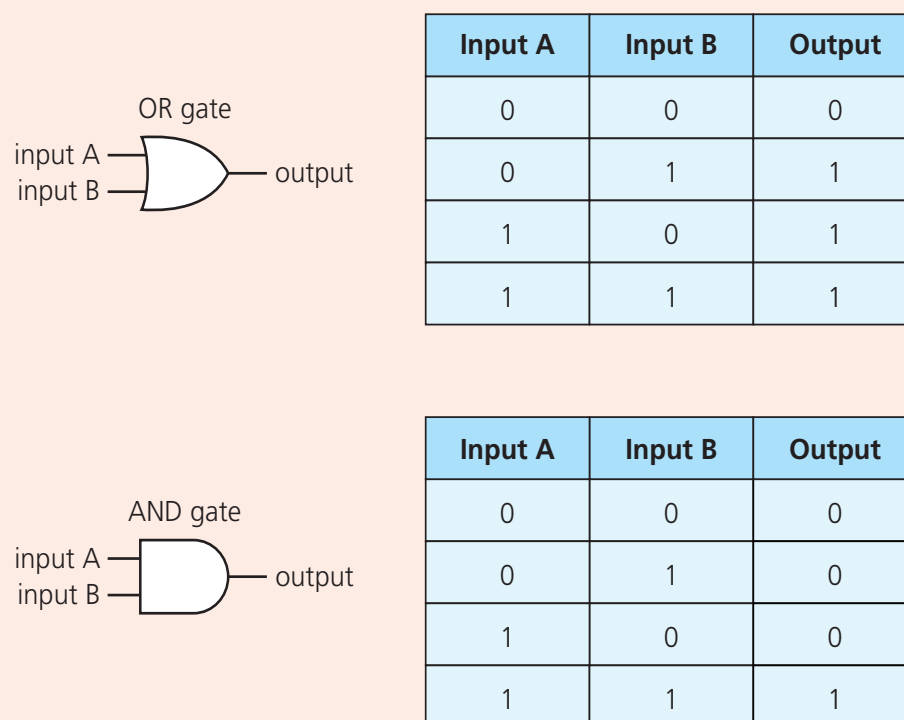 OR gate
input A
input B
output
Input A Input B Output
0 0 0
0 1 1
1 0 1
1 1 1
AND gate
input A
input B
output
Input A Input B Output
0 0 0
0 1 0
1 0 0
1 1 1